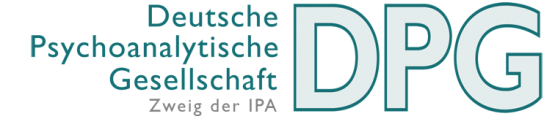 Deutsche
Psychoanalytische
Gesellschaft
Zweig der IPA
DPG